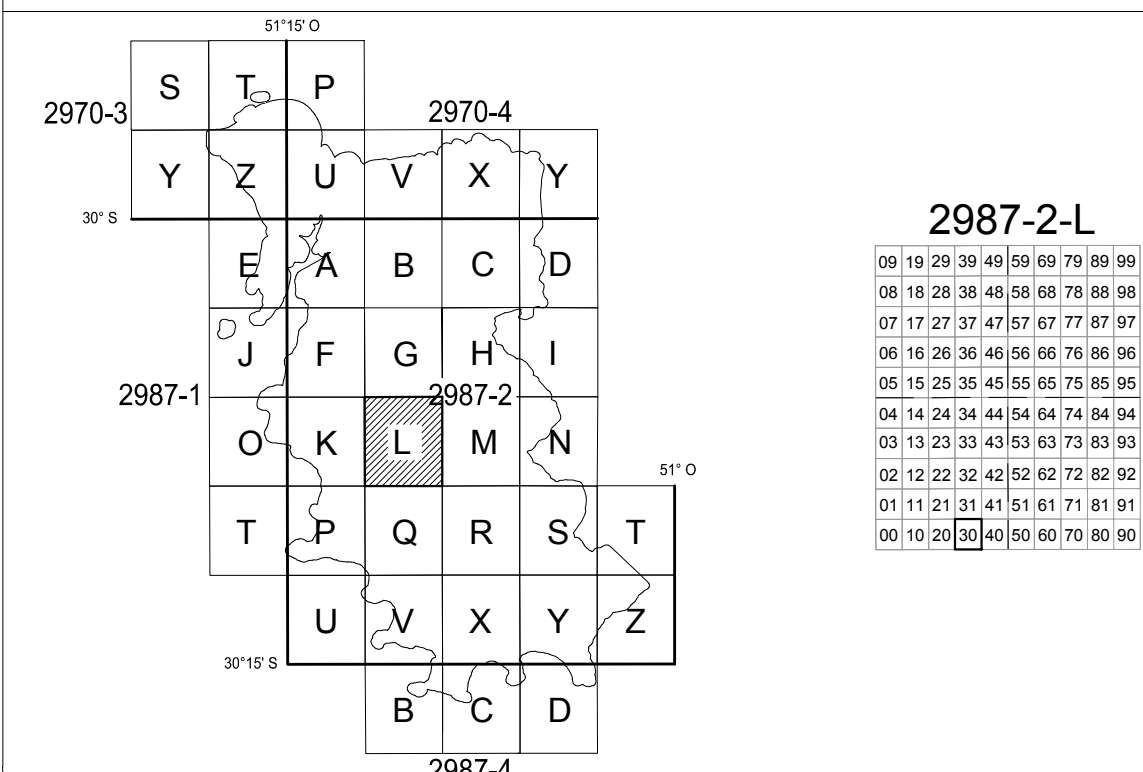 51°15' O
S T P
2970-3
2970-4
Y Z U V X Y
30° S
E A B C D
J F G H I
2987-1
2987-2
O K L M N
51° O
T P Q R S T
U V X Y Z
30°15' S
B C D
2987-4
2987-2-L
09 19 29 39 49 59 69 79 89 99
08 18 28 38 48 58 68 78 88 98
07 17 27 37 47 57 67 77 87 97
06 16 26 36 46 56 66 76 86 96
05 15 25 35 45 55 65 75 85 95
04 14 24 34 44 54 64 74 84 94
03 13 23 33 43 53 63 73 83 93
02 12 22 32 42 52 62 72 82 92
01 11 21 31 41 51 61 71 81 91
00 10 20 30 40 50 60 70 80 90